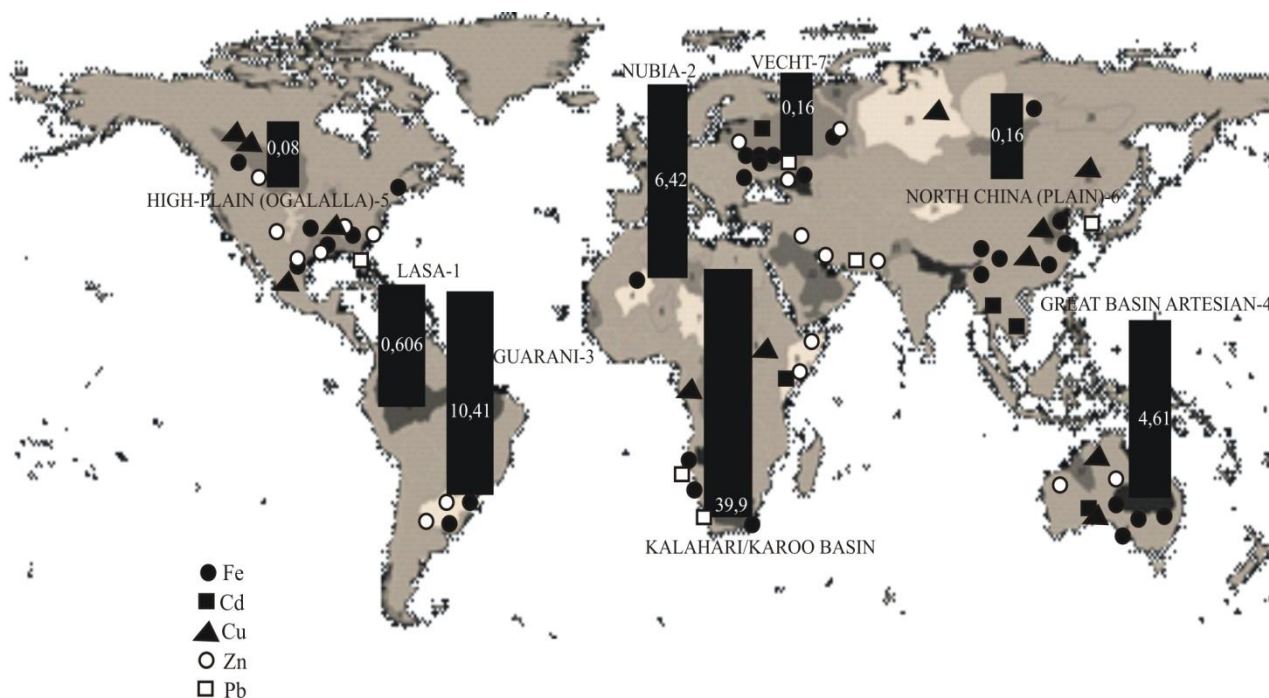 VECHT-7
NUBIA-2
0,16
0,08
0,16
6,42
HIGH-PLAIN (OGALALLA)-5
NORTH CHINA (PLAIN)-6
LASA-1
GREAT BASIN ARTESIAN-4
0,606
GUARANI-3
10,41
4,61
39,9
KALAHARI/KAROO BASIN
Fe
Cd
Cu
Zn
Pb